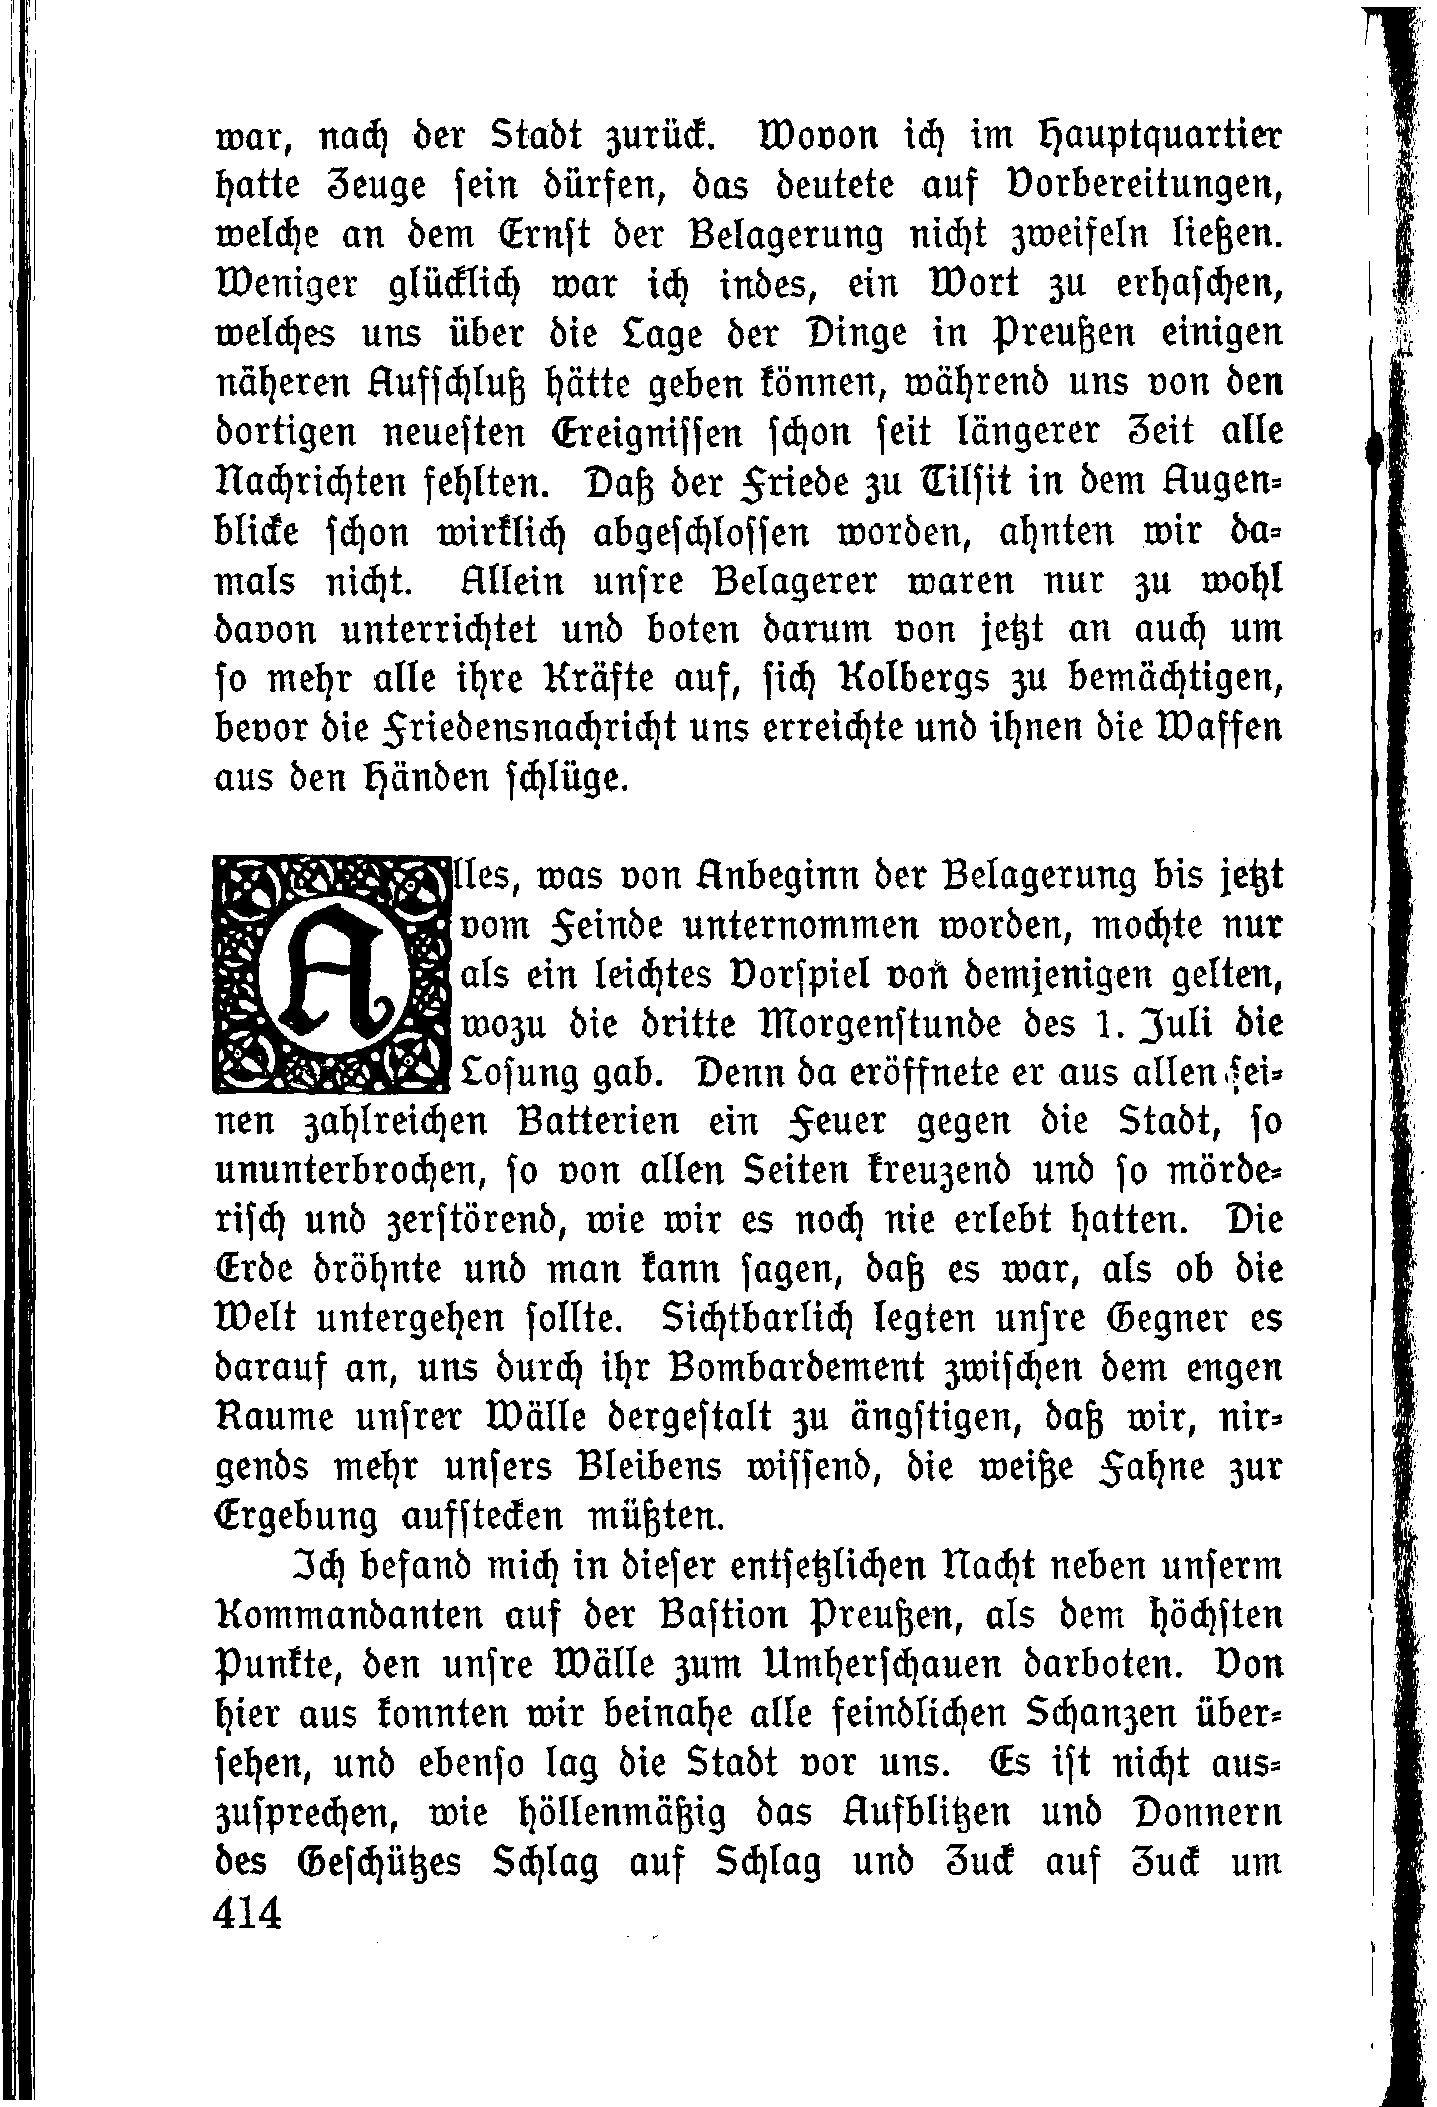 war, nach der Stadt zurück. Wovon ich im Hauptquartier
hatte Zeuge sein dürfen, das deutete auf Vorbereitungen,
welche an dem Ernst der Belagerung nicht zweifeln ließen.
Weniger glücklich war ich indes, ein Wort zu erhaschen,
welches uns über die Lage der Dinge in Preußen einigen
näheren Aufschluß hätte geben können, während uns von den
dortigen neuesten Ereignissen schon seit längerer Zeit alle
Nachrichten fehlten. Daß der Friede zu Tilsit in dem Augen-
blicke schon wirklich abgeschlossen worden, ahnten wir da-
mals nicht. Allein unsre Belagerer waren nur zu wohl
davon unterrichtet und boten darum von jetzt an auch um
so mehr alle ihre Kräfte auf, sich Kolbergs zu bemächtigen,
bevor die Friedensnachricht uns erreichte und ihnen die Waffen
aus den Händen schlüge.
Alles, was von Anbeginn der Belagerung bis jetzt
vom Feinde unternommen worden, mochte nur
als ein leichtes Vorspiel von demjenigen gelten,
wozu die dritte Morgenstunde des 1. Juli die
Losung gab. Denn da eröffnete er aus allen sei-
nen zahlreichen Batterien ein Feuer gegen die Stadt, so
ununterbrochen, so von allen Seiten kreuzend und so mörde-
risch und zerstörend, wie wir es noch nie erlebt hatten. Die
Erde dröhnte und man kann sagen, daß es war, als ob die
Welt untergehen sollte. Sichtbarlich legten unsre Gegner es
darauf an, uns durch ihr Bombardement zwischen dem engen
Raume unsrer Wälle dergestalt zu ängstigen, daß wir, nir-
gends mehr unsers Bleibens wissend, die weiße Fahne zur
Ergebung aufstecken müßten.
Ich befand mich in dieser entsetzlichen Nacht neben unserm
Kommandanten auf der Bastion Preußen, als dem höchsten
Punkte, den unsre Wälle zum Umherschauen darboten. Von
hier aus konnten wir beinahe alle feindlichen Schanzen über-
sehen, und ebenso lag die Stadt vor uns. Es ist nicht aus-
zusprechen, wie höllenmäßig das Aufblitzen und Donnern
des Geschützes Schlag auf Schlag und Zuck auf Zuck um
414